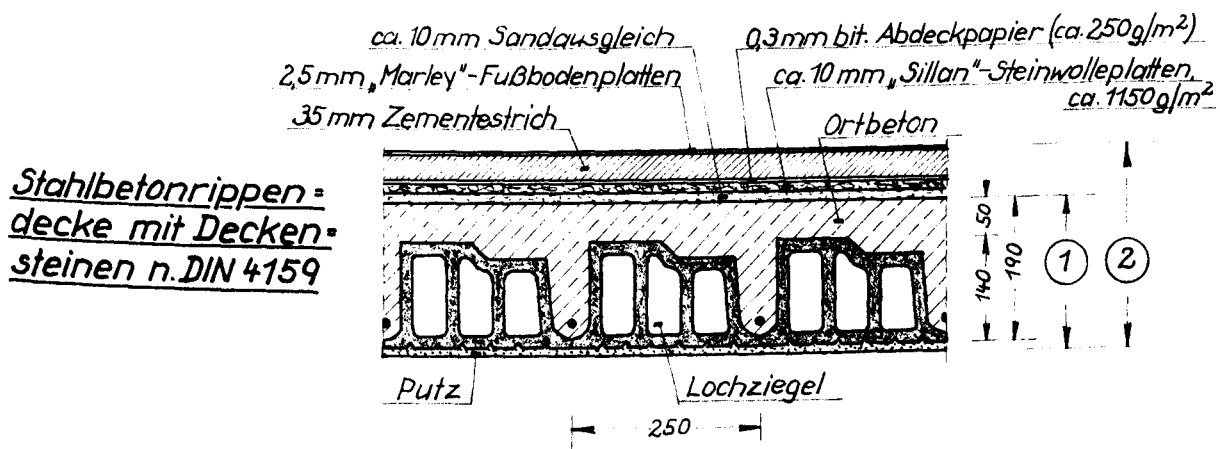 ca. 10 mm Sandausgleich
0,3 mm bit. Abdeckpapier (ca. 250 g/m²)
2,5 mm „Marley"-Fußbodenplatten
ca. 10 mm „Sillan"-Steinwolleplatten,
ca. 1150 g/m²
35 mm Zementestrich
Ortbeton
Stahlbetonrippen=
decke mit Decken=
steinen n. DIN 4159
50
140
190
1
2
Putz
Lochziegel
250